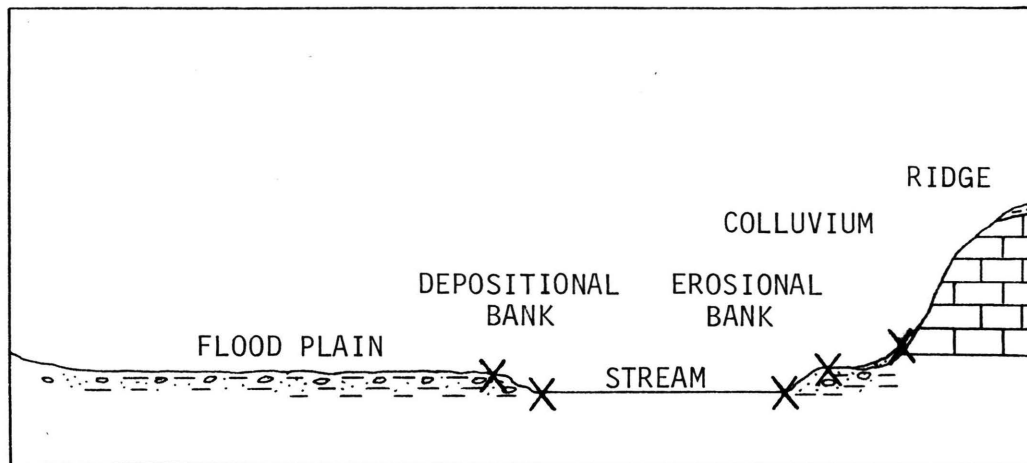 RIDGE
COLLUVIUM
DEPOSITIONAL
BANK
EROSIONAL
BANK
FLOOD PLAIN
STREAM